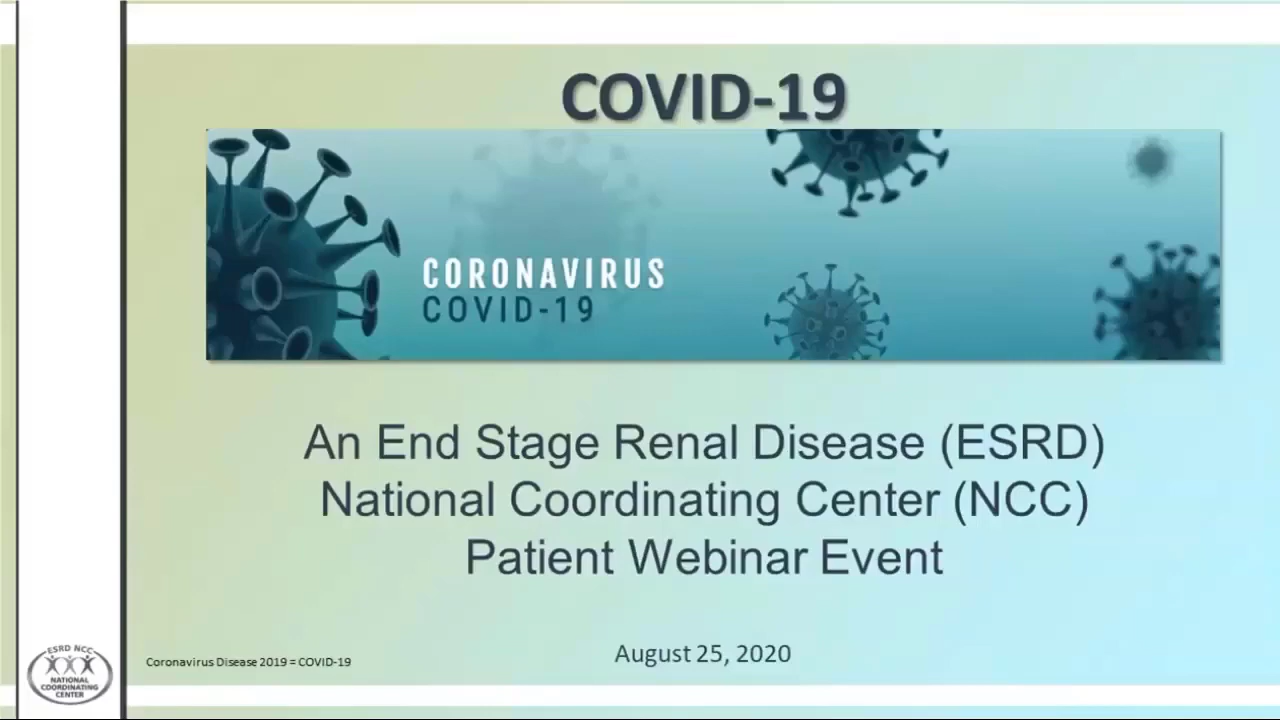 COVID-19
CORONAVIRUS
COVID-19
An End Stage Renal Disease (ESRD)
National Coordinating Center (NCC)
Patient Webinar Event
August 25, 2020
Coronavirus Disease 2019 = COVID-19
ESRD NCC
NATIONAL
COORDINATING
CENTER